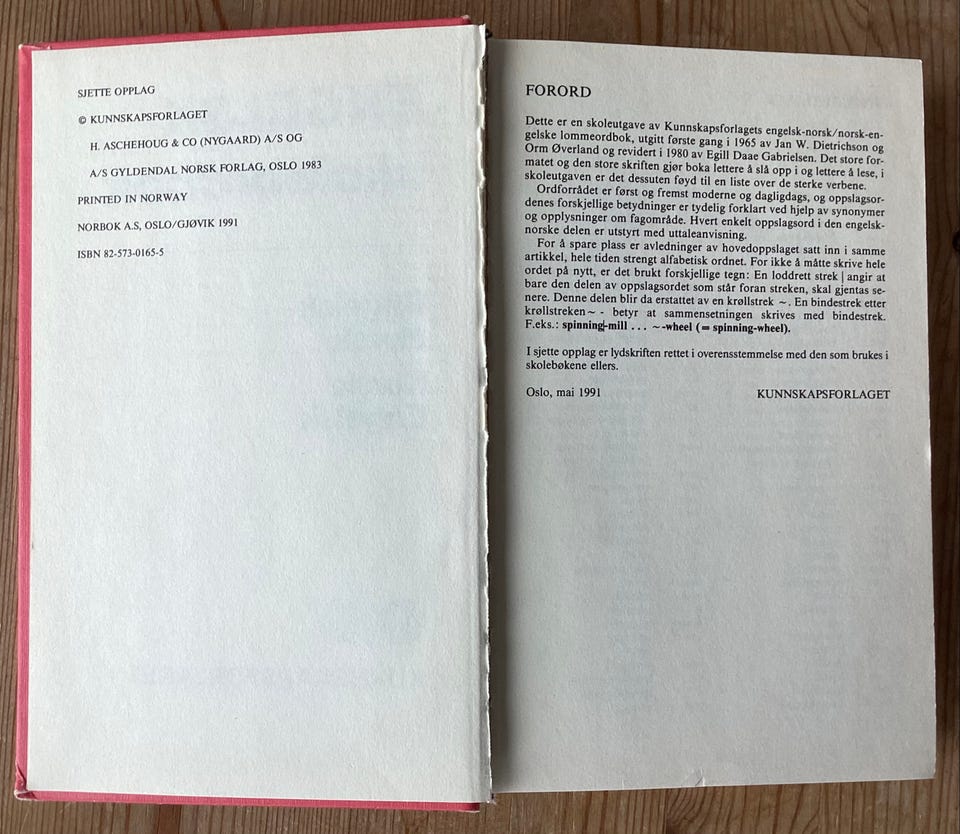 SJETTE OPPLAG
© KUNNSKAPSFORLAGET
H. ASCHEHOUG & CO (NYGAARD) A/S OG
A/S GYLDENDAL NORSK FORLAG, OSLO 1983
PRINTED IN NORWAY
NORBOK A.S, OSLO/GJØVIK 1991
ISBN 82-573-0165-5
FORORD
Dette er en skoleutgave av Kunnskapsforlagets engelsk-norsk/norsk-en-
gelske lommeordbok, utgitt første gang i 1965 av Jan W. Dietrichson og
Orm Øverland og revidert i 1980 av Egill Daae Gabrielsen. Det store for-
matet og den store skriften gjør boka lettere å slå opp i og lettere å lese, i
skoleutgaven er det dessuten føyd til en liste over de sterke verbene.
Ordforrådet er først og fremst moderne og dagligdags, og oppslagsor-
denes forskjellige betydninger er tydelig forklart ved hjelp av synonymer
og opplysninger om fagområde. Hvert enkelt oppslagsord i den engelsk-
norske delen er utstyrt med uttaleanvisning.
For å spare plass er avledninger av hovedoppslaget satt inn i samme
artikkel, hele tiden strengt alfabetisk ordnet. For ikke å måtte skrive hele
ordet på nytt, er det brukt forskjellige tegn: En loddrett strek | angir at
bare den delen av oppslagsordet som står foran streken, skal gjentas se-
nere. Denne delen blir da erstattet av en krøllstrek ~. En bindestrek etter
krøllstreken ~ - betyr at sammensetningen skrives med bindestrek.
F.eks.: spinning|-mill ... ~-wheel (= spinning-wheel).
I sjette opplag er lydskriften rettet i overensstemmelse med den som brukes i
skolebøkene ellers.
Oslo, mai 1991 KUNNSKAPSFORLAGET